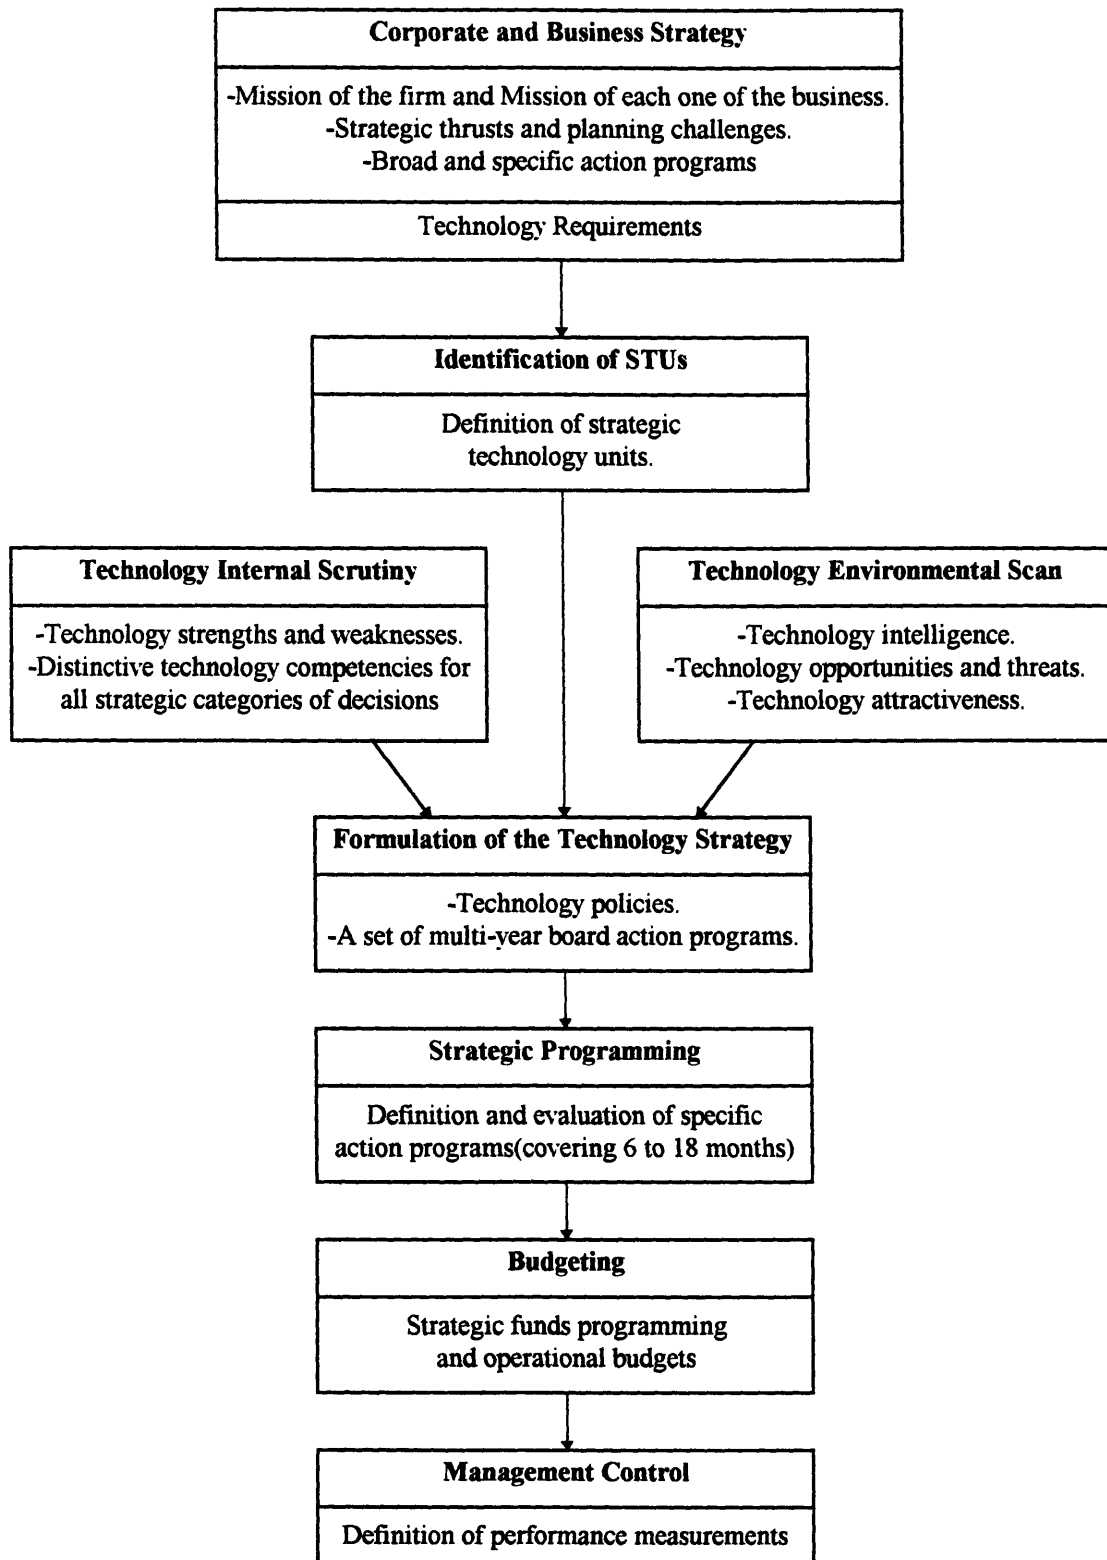 Corporate and Business Strategy
-Mission of the firm and Mission of each one of the business.
-Strategic thrusts and planning challenges.
-Broad and specific action programs
Technology Requirements
Identification of STUs
Definition of strategic
technology units.
Technology Internal Scrutiny
-Technology strengths and weaknesses.
-Distinctive technology competencies for
all strategic categories of decisions
Technology Environmental Scan
-Technology intelligence.
-Technology opportunities and threats.
-Technology attractiveness.
Formulation of the Technology Strategy
-Technology policies.
-A set of multi-year board action programs.
Strategic Programming
Definition and evaluation of specific
action programs(covering 6 to 18 months)
Budgeting
Strategic funds programming
and operational budgets
Management Control
Definition of performance measurements